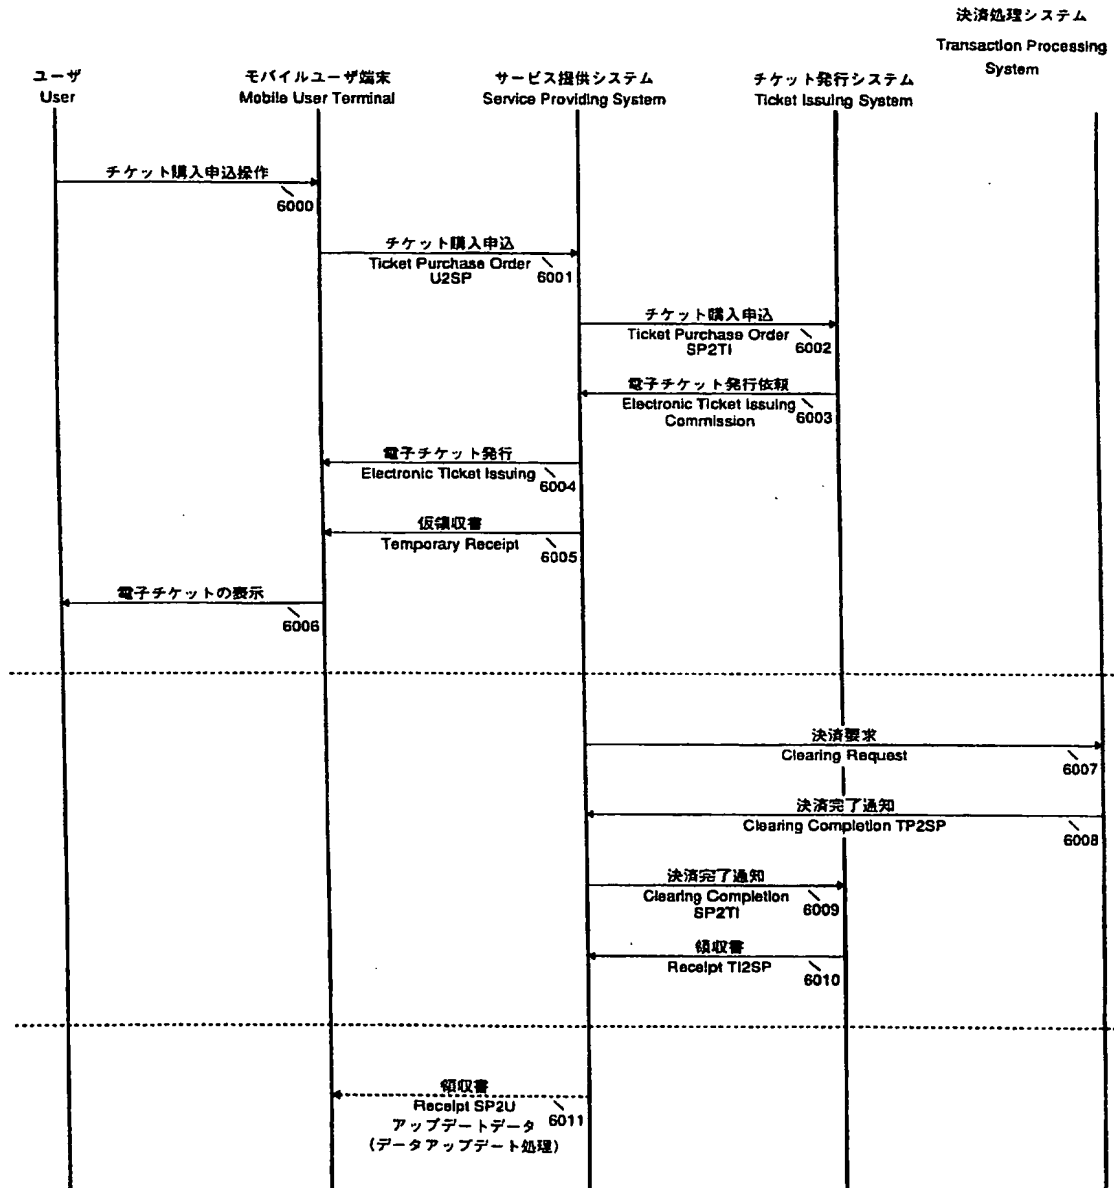 決済処理システム
Transaction Processing
System
ユーザ
User
モバイルユーザ端末
Mobile User Terminal
サービス提供システム
Service Providing System
チケット発行システム
Ticket Issuing System
チケット購入申込操作
6000
チケット購入申込
Ticket Purchase Order
U2SP
6001
チケット購入申込
Ticket Purchase Order
SP2TI
6002
電子チケット発行依頼
Electronic Ticket Issuing
Commission
6003
電子チケット発行
Electronic Ticket Issuing
6004
仮領収書
Temporary Receipt
6005
電子チケットの表示
6006
決済要求
Clearing Request
6007
決済完了通知
Clearing Completion TP2SP
6008
決済完了通知
Clearing Completion
SP2TI
6009
領収書
Receipt TI2SP
6010
領収書
Receipt SP2U
6011
アップデートデータ
(データアップデート処理)